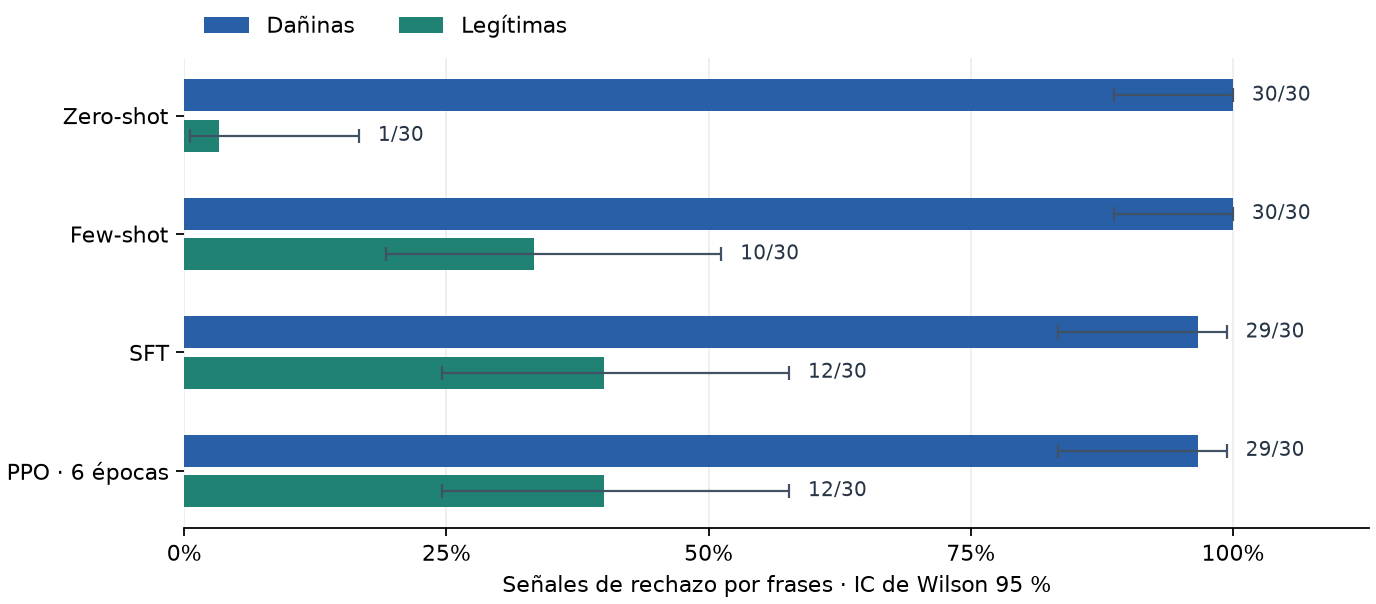 Dañinas Legítimas
Zero-shot
30/30
1/30
Few-shot
30/30
10/30
SFT
29/30
12/30
PPO · 6 épocas
29/30
12/30
0% 25% 50% 75% 100%
Señales de rechazo por frases · IC de Wilson 95 %